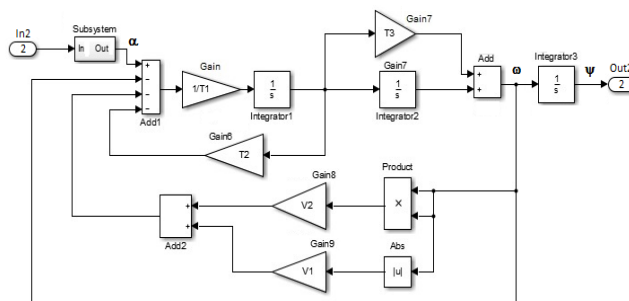 In2
2
Subsystem
In Out
α
+
−
−
−
Add1
Gain
1/T1
1
s
Integrator1
T3
Gain7
Gain7
1
s
Integrator2
Add
+
+
ω
Integrator3
1
s
ψ
Out2
2
Gain6
T2
Gain8
V2
Product
×
+
+
Add2
Gain9
V1
Abs
|u|